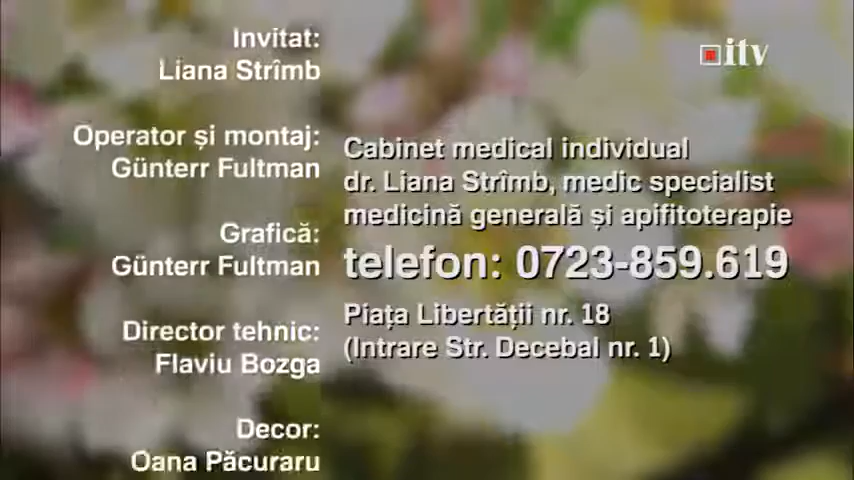 itv
Invitat:
Liana Strîmb
Operator și montaj:
Günterr Fultman
Grafică:
Günterr Fultman
Director tehnic:
Flaviu Bozga
Decor:
Oana Păcuraru
Cabinet medical individual
dr. Liana Strîmb, medic specialist
medicină generală și apifitoterapie
telefon: 0723-859.619
Piața Libertății nr. 18
(Intrare Str. Decebal nr. 1)